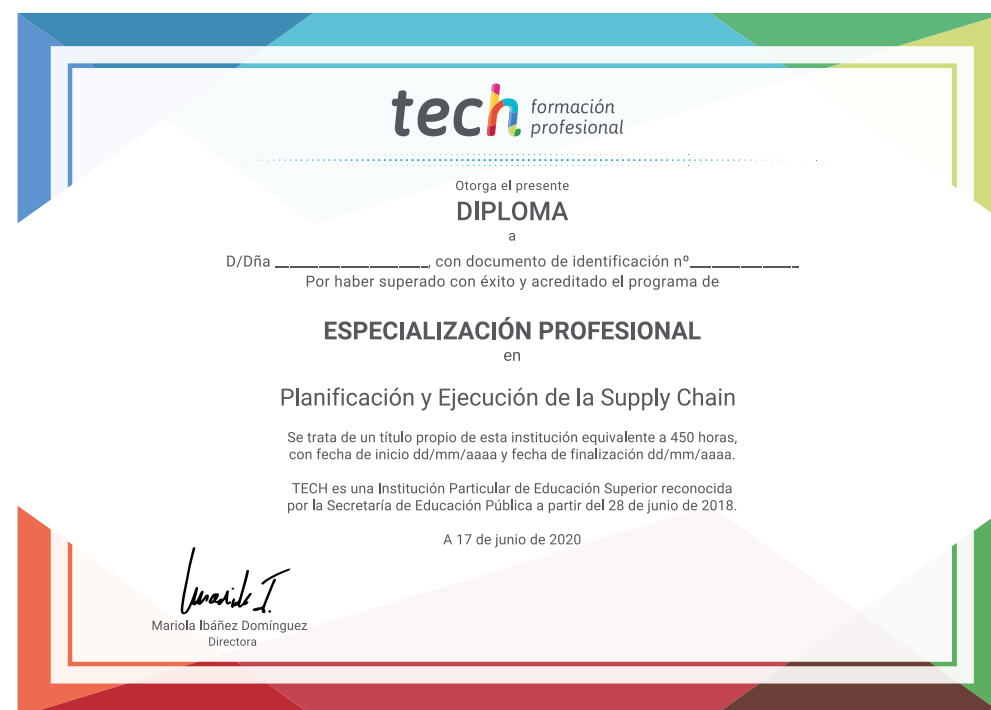 tech formación
profesional
Otorga el presente
DIPLOMA
a
D/Dña ____________________, con documento de identificación nº______________
Por haber superado con éxito y acreditado el programa de
ESPECIALIZACIÓN PROFESIONAL
en
Planificación y Ejecución de la Supply Chain
Se trata de un título propio de esta institución equivalente a 450 horas,
con fecha de inicio dd/mm/aaaa y fecha de finalización dd/mm/aaaa.
TECH es una Institución Particular de Educación Superior reconocida
por la Secretaría de Educación Pública a partir del 28 de junio de 2018.
A 17 de junio de 2020
Mariola Ibáñez Domínguez
Directora